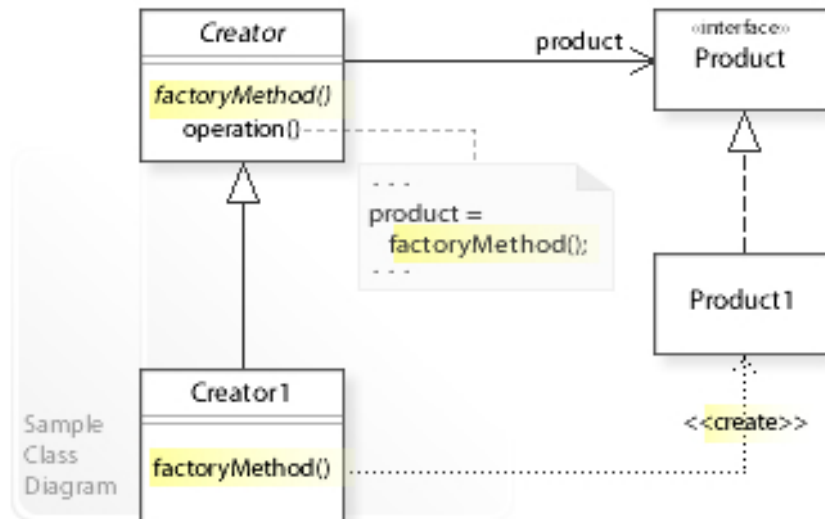 Creator
factoryMethod()
operation()
product
«interface»
Product
- - -
product =
factoryMethod();
- - -
Product1
<<create>>
Creator1
factoryMethod()
Sample
Class
Diagram